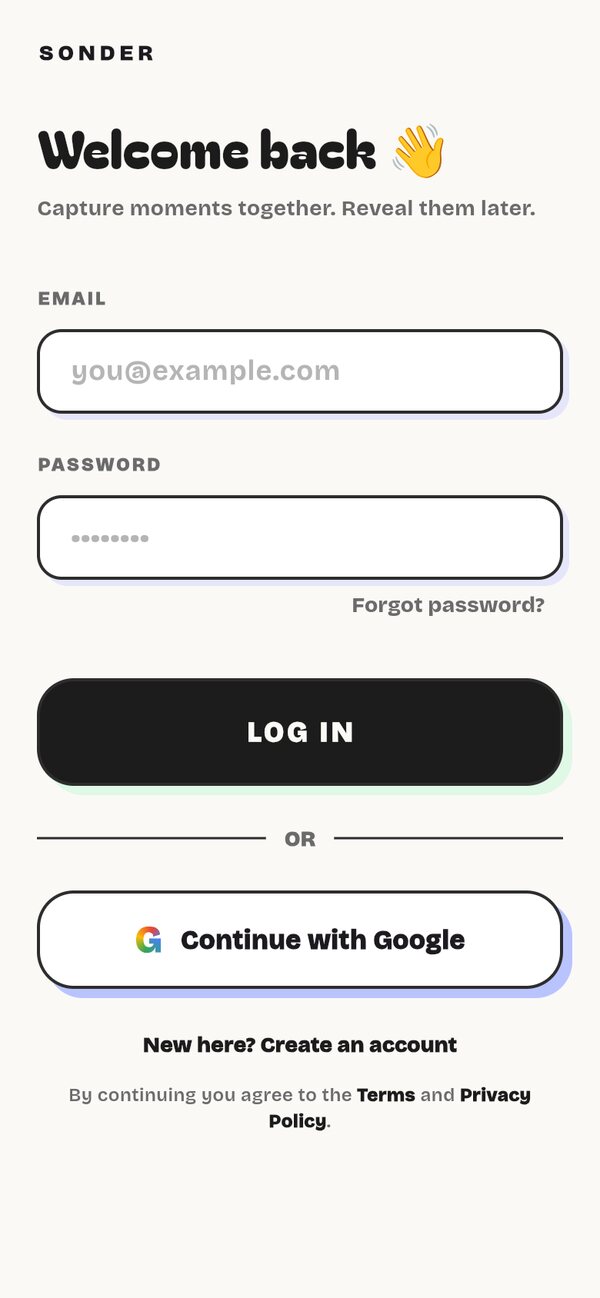 SONDER
Welcome back 👋
Capture moments together. Reveal them later.
EMAIL
you@example.com
PASSWORD
••••••••
Forgot password?
LOG IN
OR
G Continue with Google
New here? Create an account
By continuing you agree to the Terms and Privacy
Policy.